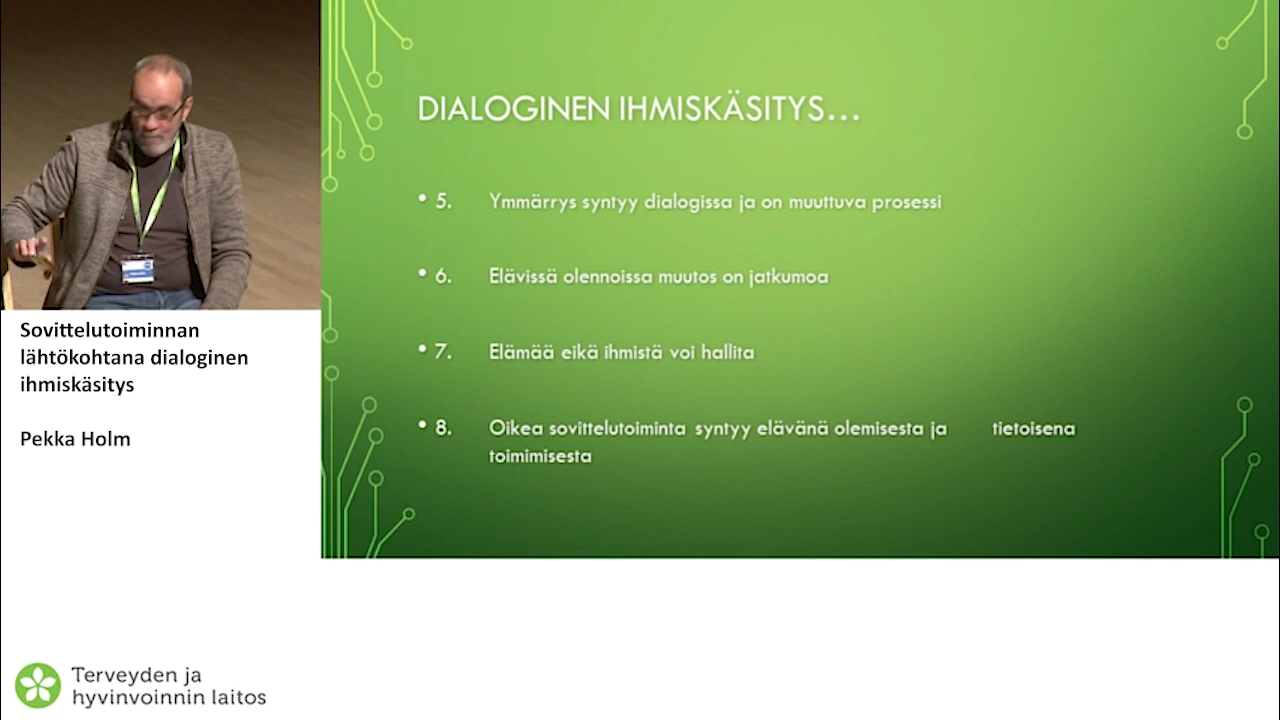 DIALOGINEN IHMISKÄSITYS...
• 5. Ymmärrys syntyy dialogissa ja on muuttuva prosessi
• 6. Elävissä olennoissa muutos on jatkumoa
• 7. Elämää eikä ihmistä voi hallita
• 8. Oikea sovittelutoiminta syntyy elävänä olemisesta ja tietoisena
toimimisesta
Sovittelutoiminnan
lähtökohtana dialoginen
ihmiskäsitys
Pekka Holm
Terveyden ja
hyvinvoinnin laitos